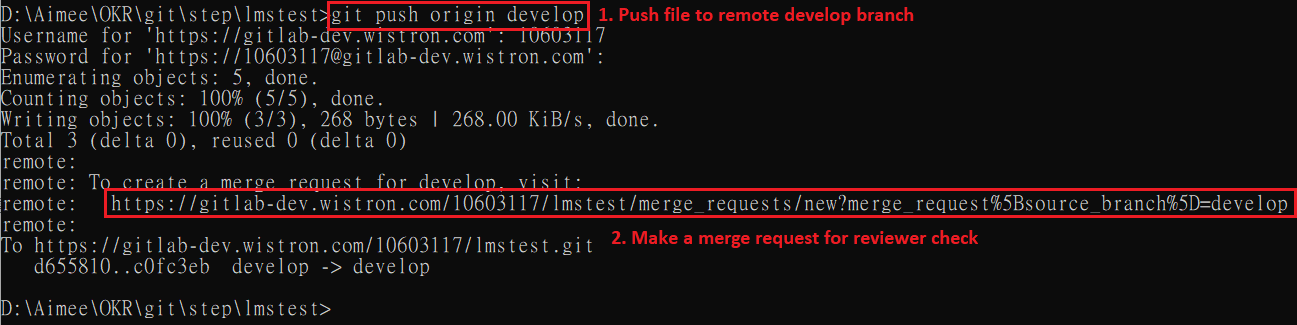 D:\Aimee\OKR\git\step\lmstest>git push origin develop 1. Push file to remote develop branch
Username for 'https://gitlab-dev.wistron.com': 10603117
Password for 'https://10603117@gitlab-dev.wistron.com':
Enumerating objects: 5, done.
Counting objects: 100% (5/5), done.
Writing objects: 100% (3/3), 268 bytes | 268.00 KiB/s, done.
Total 3 (delta 0), reused 0 (delta 0)
remote:
remote: To create a merge request for develop, visit:
remote:   https://gitlab-dev.wistron.com/10603117/lmstest/merge_requests/new?merge_request%5Bsource_branch%5D=develop
remote:
2. Make a merge request for reviewer check
To https://gitlab-dev.wistron.com/10603117/lmstest.git
   d655810..c0fc3eb  develop -> develop
D:\Aimee\OKR\git\step\lmstest>